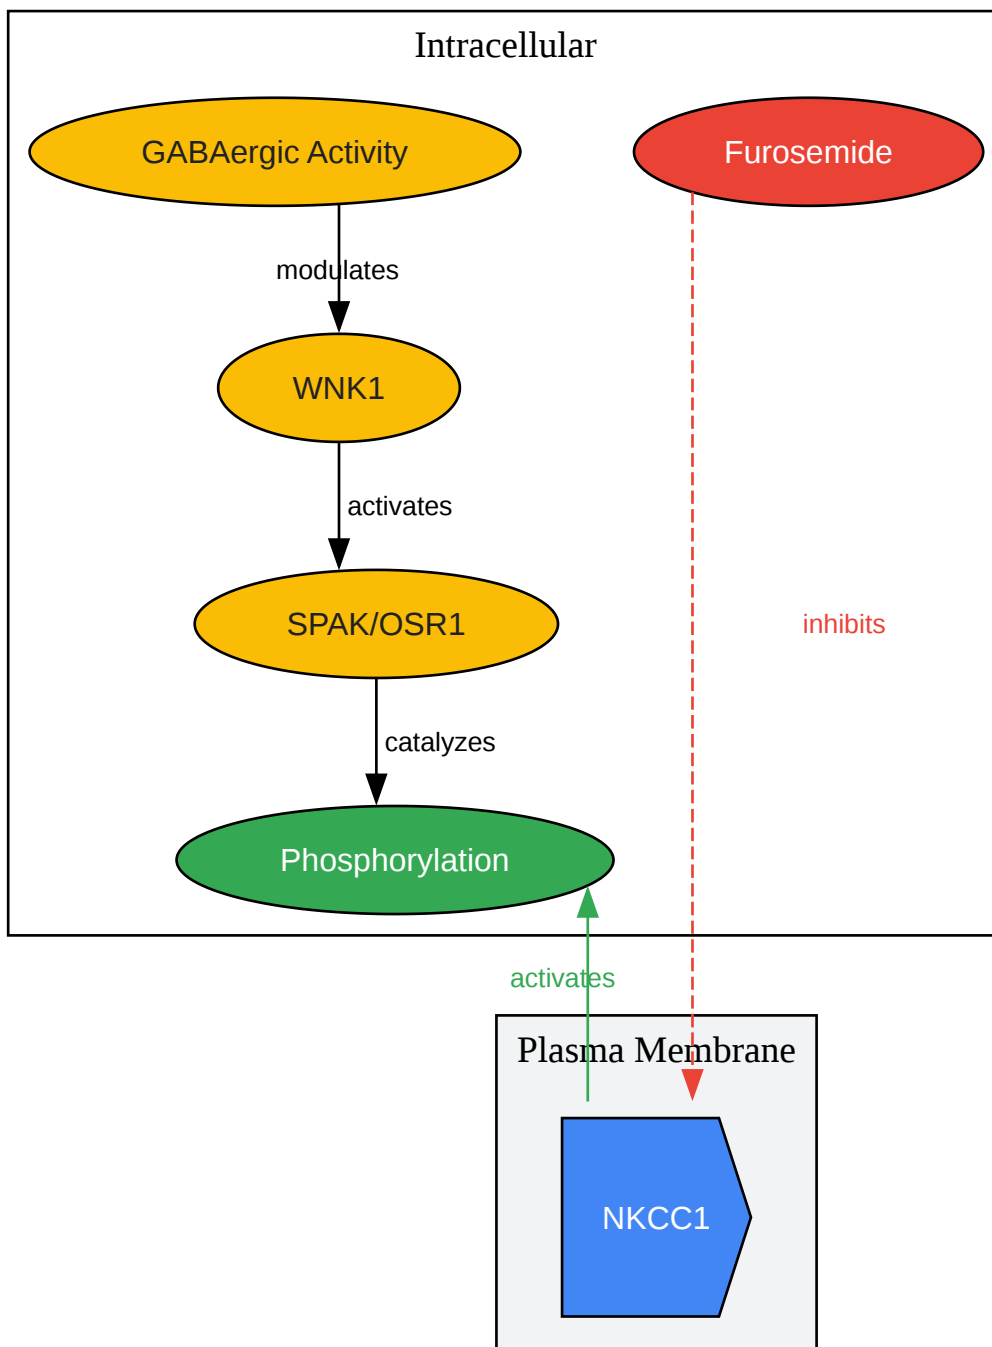 Intracellular
GABAergic Activity
Furosemide
modulates
WNK1
activates
SPAK/OSR1
inhibits
catalyzes
Phosphorylation
activates
Plasma Membrane
NKCC1